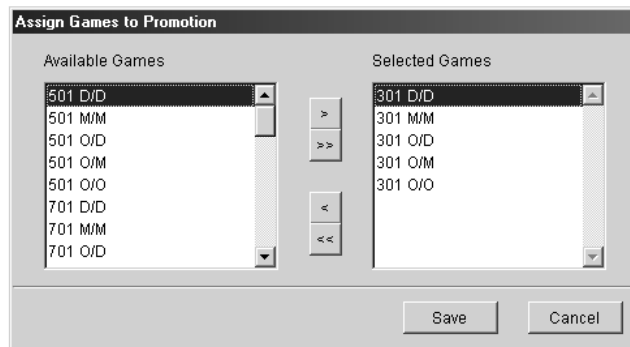 Assign Games to Promotion
Available Games
501 D/D
501 M/M
501 O/D
501 O/M
501 O/O
701 D/D
701 M/M
701 O/D
>
>>
<
<<
Selected Games
301 D/D
301 M/M
301 O/D
301 O/M
301 O/O
Save
Cancel